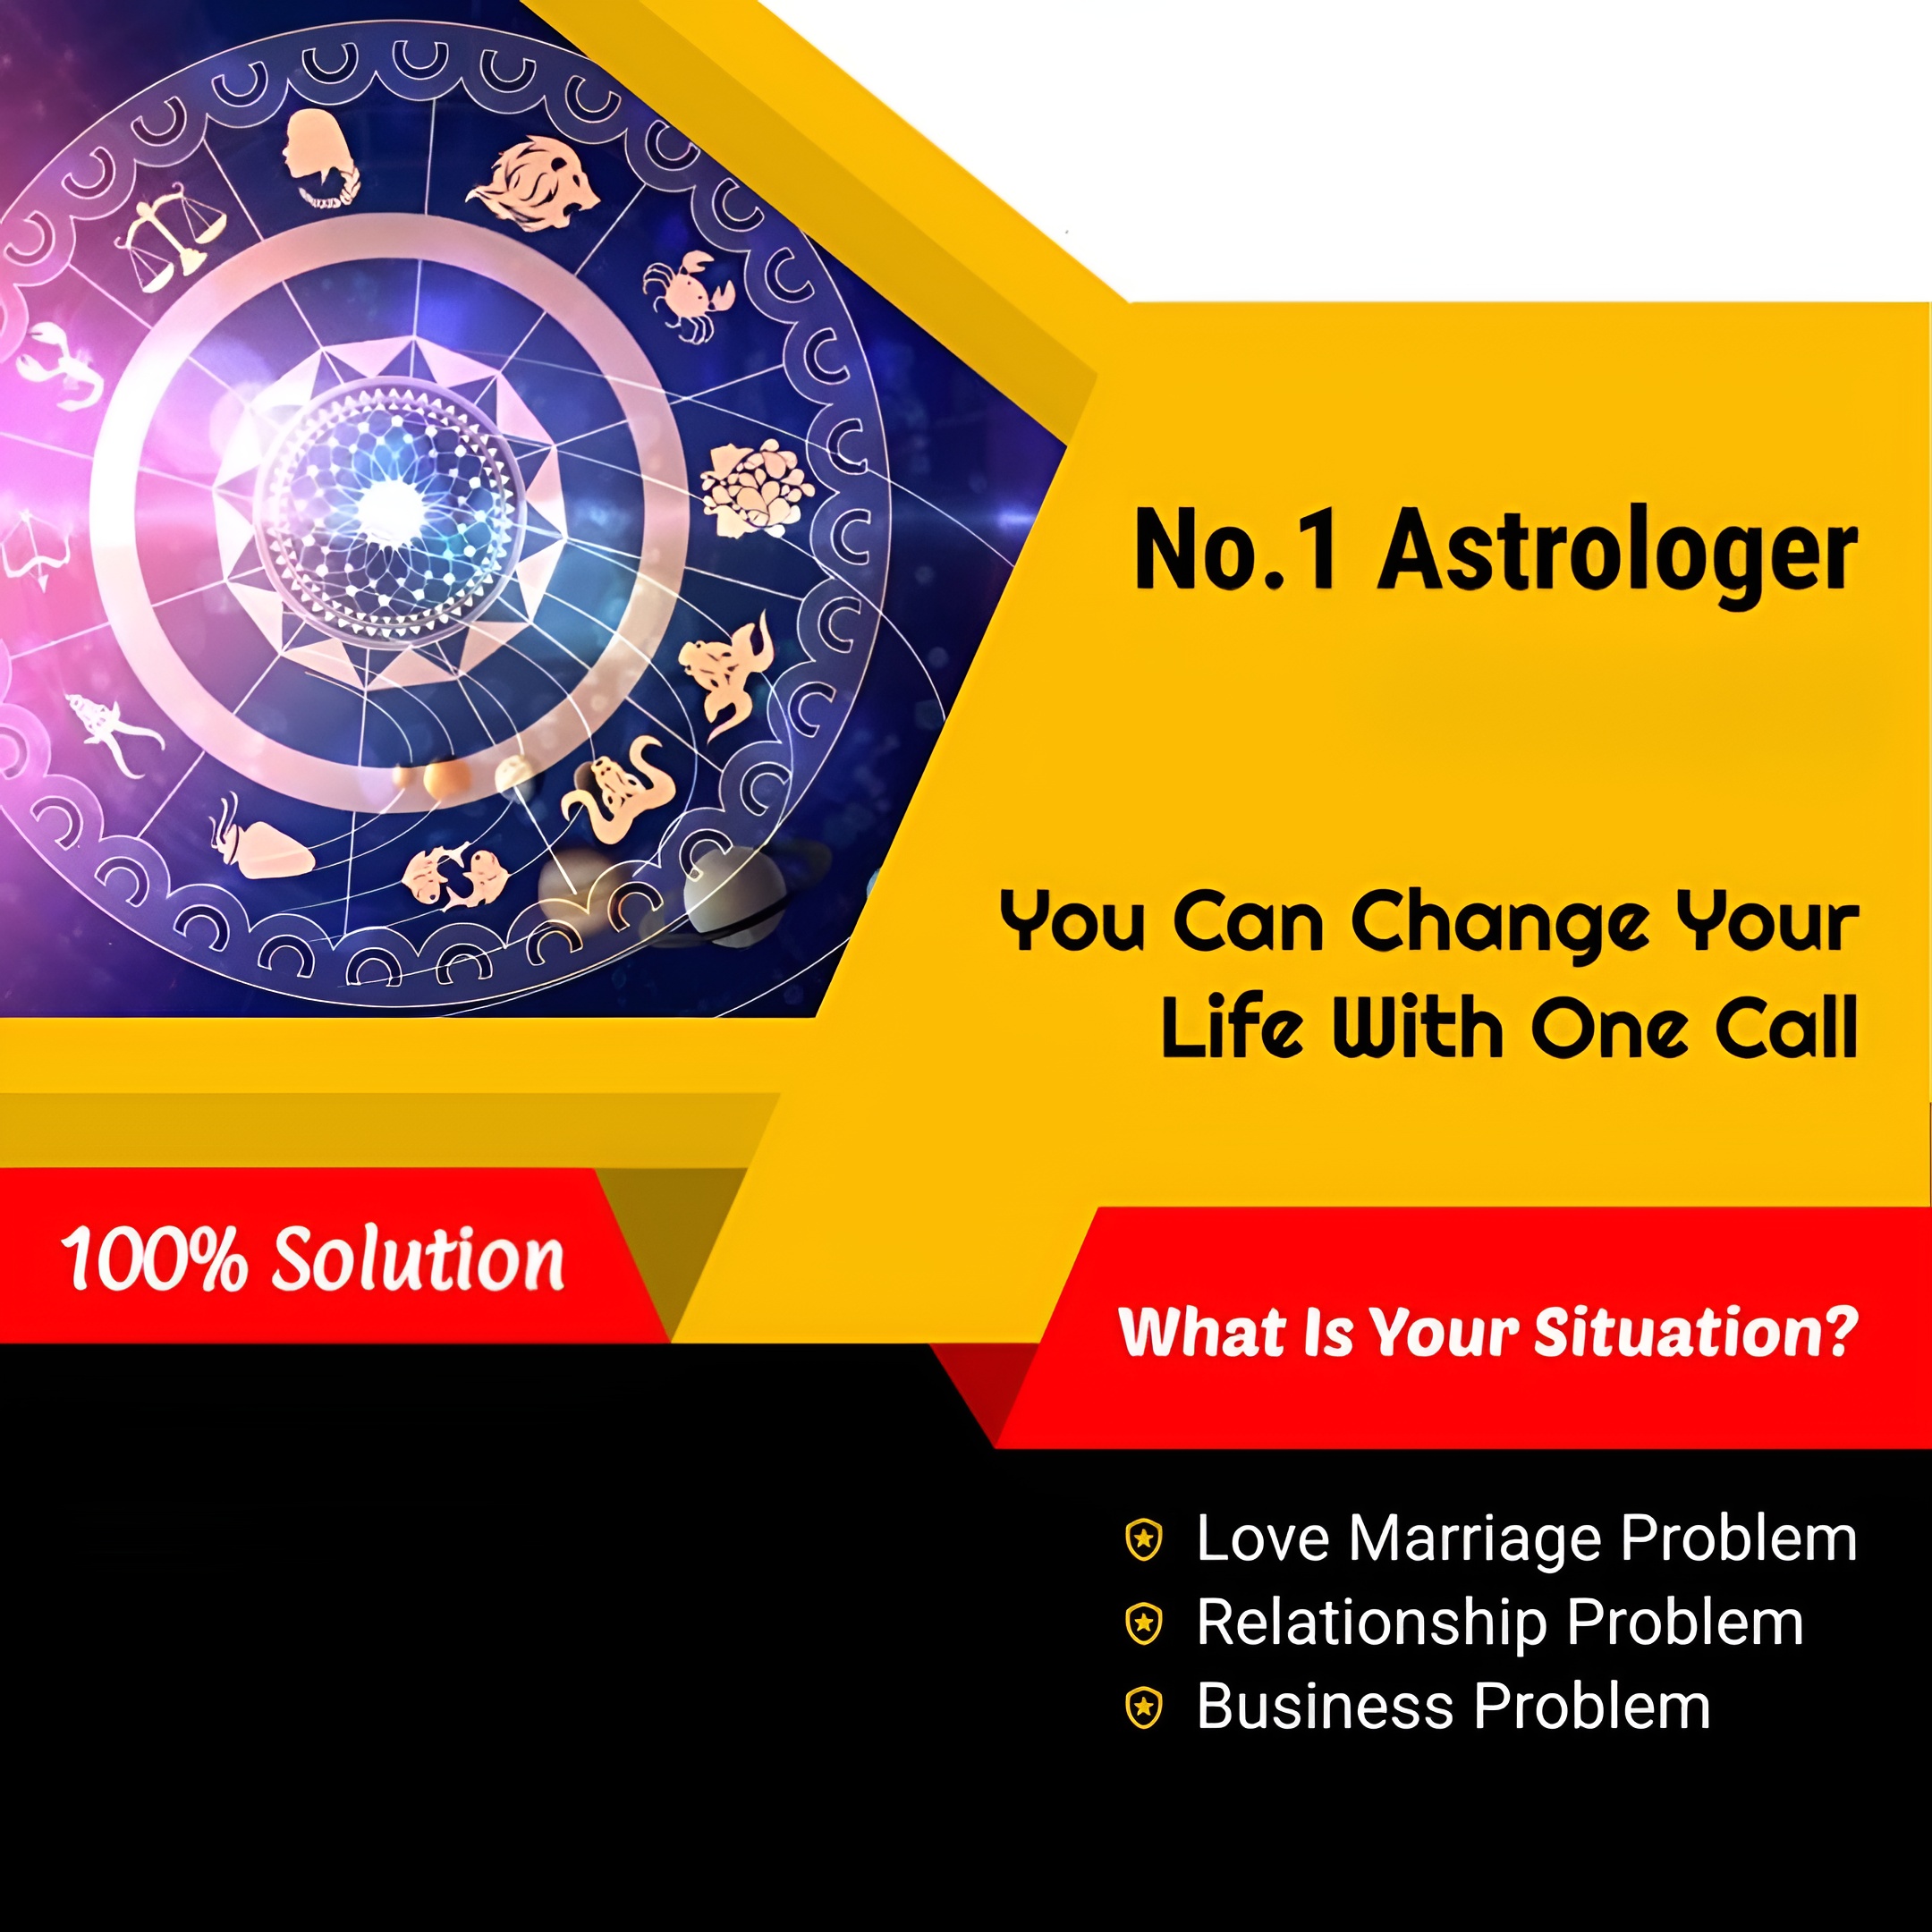 No.1 Astrologer
You Can Change Your
Life With One Call
100% Solution
What Is Your Situation?
Love Marriage Problem
Relationship Problem
Business Problem